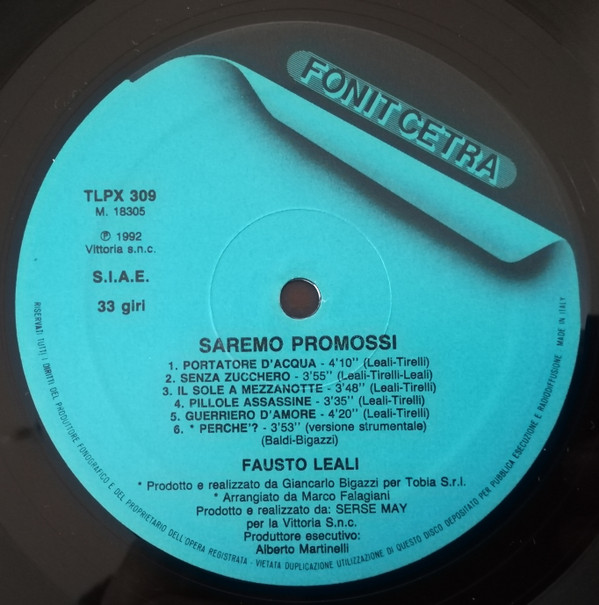 FONIT CETRA
TLPX 309
M. 18305
Ⓟ 1992
Vittoria s.n.c.
S.I.A.E.
33 giri
SAREMO PROMOSSI
1. PORTATORE D'ACQUA - 4'10'' (Leali-Tirelli)
2. SENZA ZUCCHERO - 3'55'' (Leali-Tirelli-Leali)
3. IL SOLE A MEZZANOTTE - 3'48'' (Leali-Tirelli)
4. PILLOLE ASSASSINE - 3'35'' (Leali-Tirelli)
5. GUERRIERO D'AMORE - 4'20'' (Leali-Tirelli)
6. * PERCHE'? - 3'53'' (versione strumentale)
(Baldi-Bigazzi)
FAUSTO LEALI
* Prodotto e realizzato da Giancarlo Bigazzi per Tobia S.r.l.
* Arrangiato da Marco Falagiani
Prodotto e realizzato da: SERSE MAY
per la Vittoria S.n.c.
Produttore esecutivo:
Alberto Martinelli
RISERVATI TUTTI I DIRITTI DEL PRODUTTORE FONOGRAFICO E DEL PROPRIETARIO DELL'OPERA REGISTRATA - VIETATA DUPLICAZIONE UTILIZZAZIONE DI QUESTO DISCO DEPOSITATO PER PUBBLICA ESECUZIONE E RADIODIFFUSIONE MADE IN ITALY